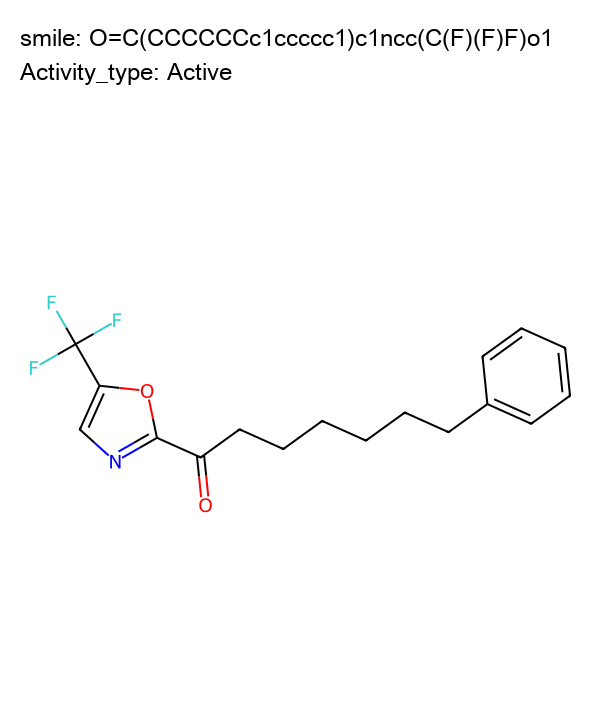 smile: O=C(CCCCCCc1ccccc1)c1ncc(C(F)(F)F)o1
Activity_type: Active
F
F
F
O
N
O